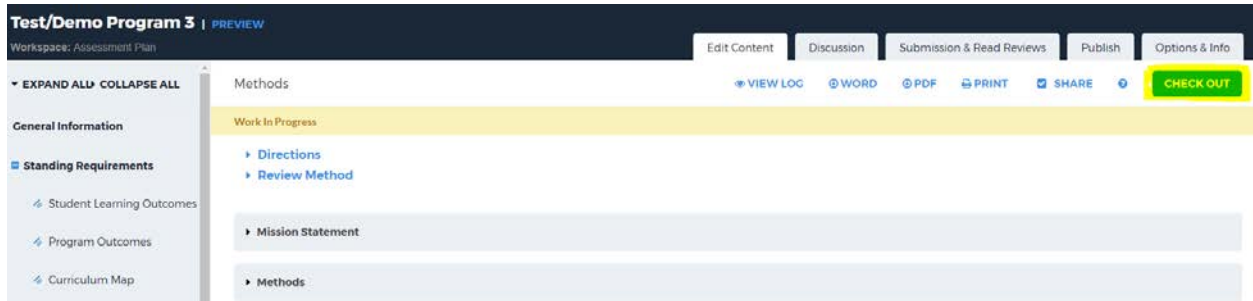 Test/Demo Program 3 | PREVIEW
Workspace: Assessment Plan
Edit Content Discussion Submission & Read Reviews Publish Options & Info
EXPAND ALL COLLAPSE ALL
Methods VIEW LOG WORD PDF PRINT SHARE ? CHECK OUT
General Information
Work In Progress
Directions
Standing Requirements
Review Method
Student Learning Outcomes
Mission Statement
Program Outcomes
Curriculum Map
Methods